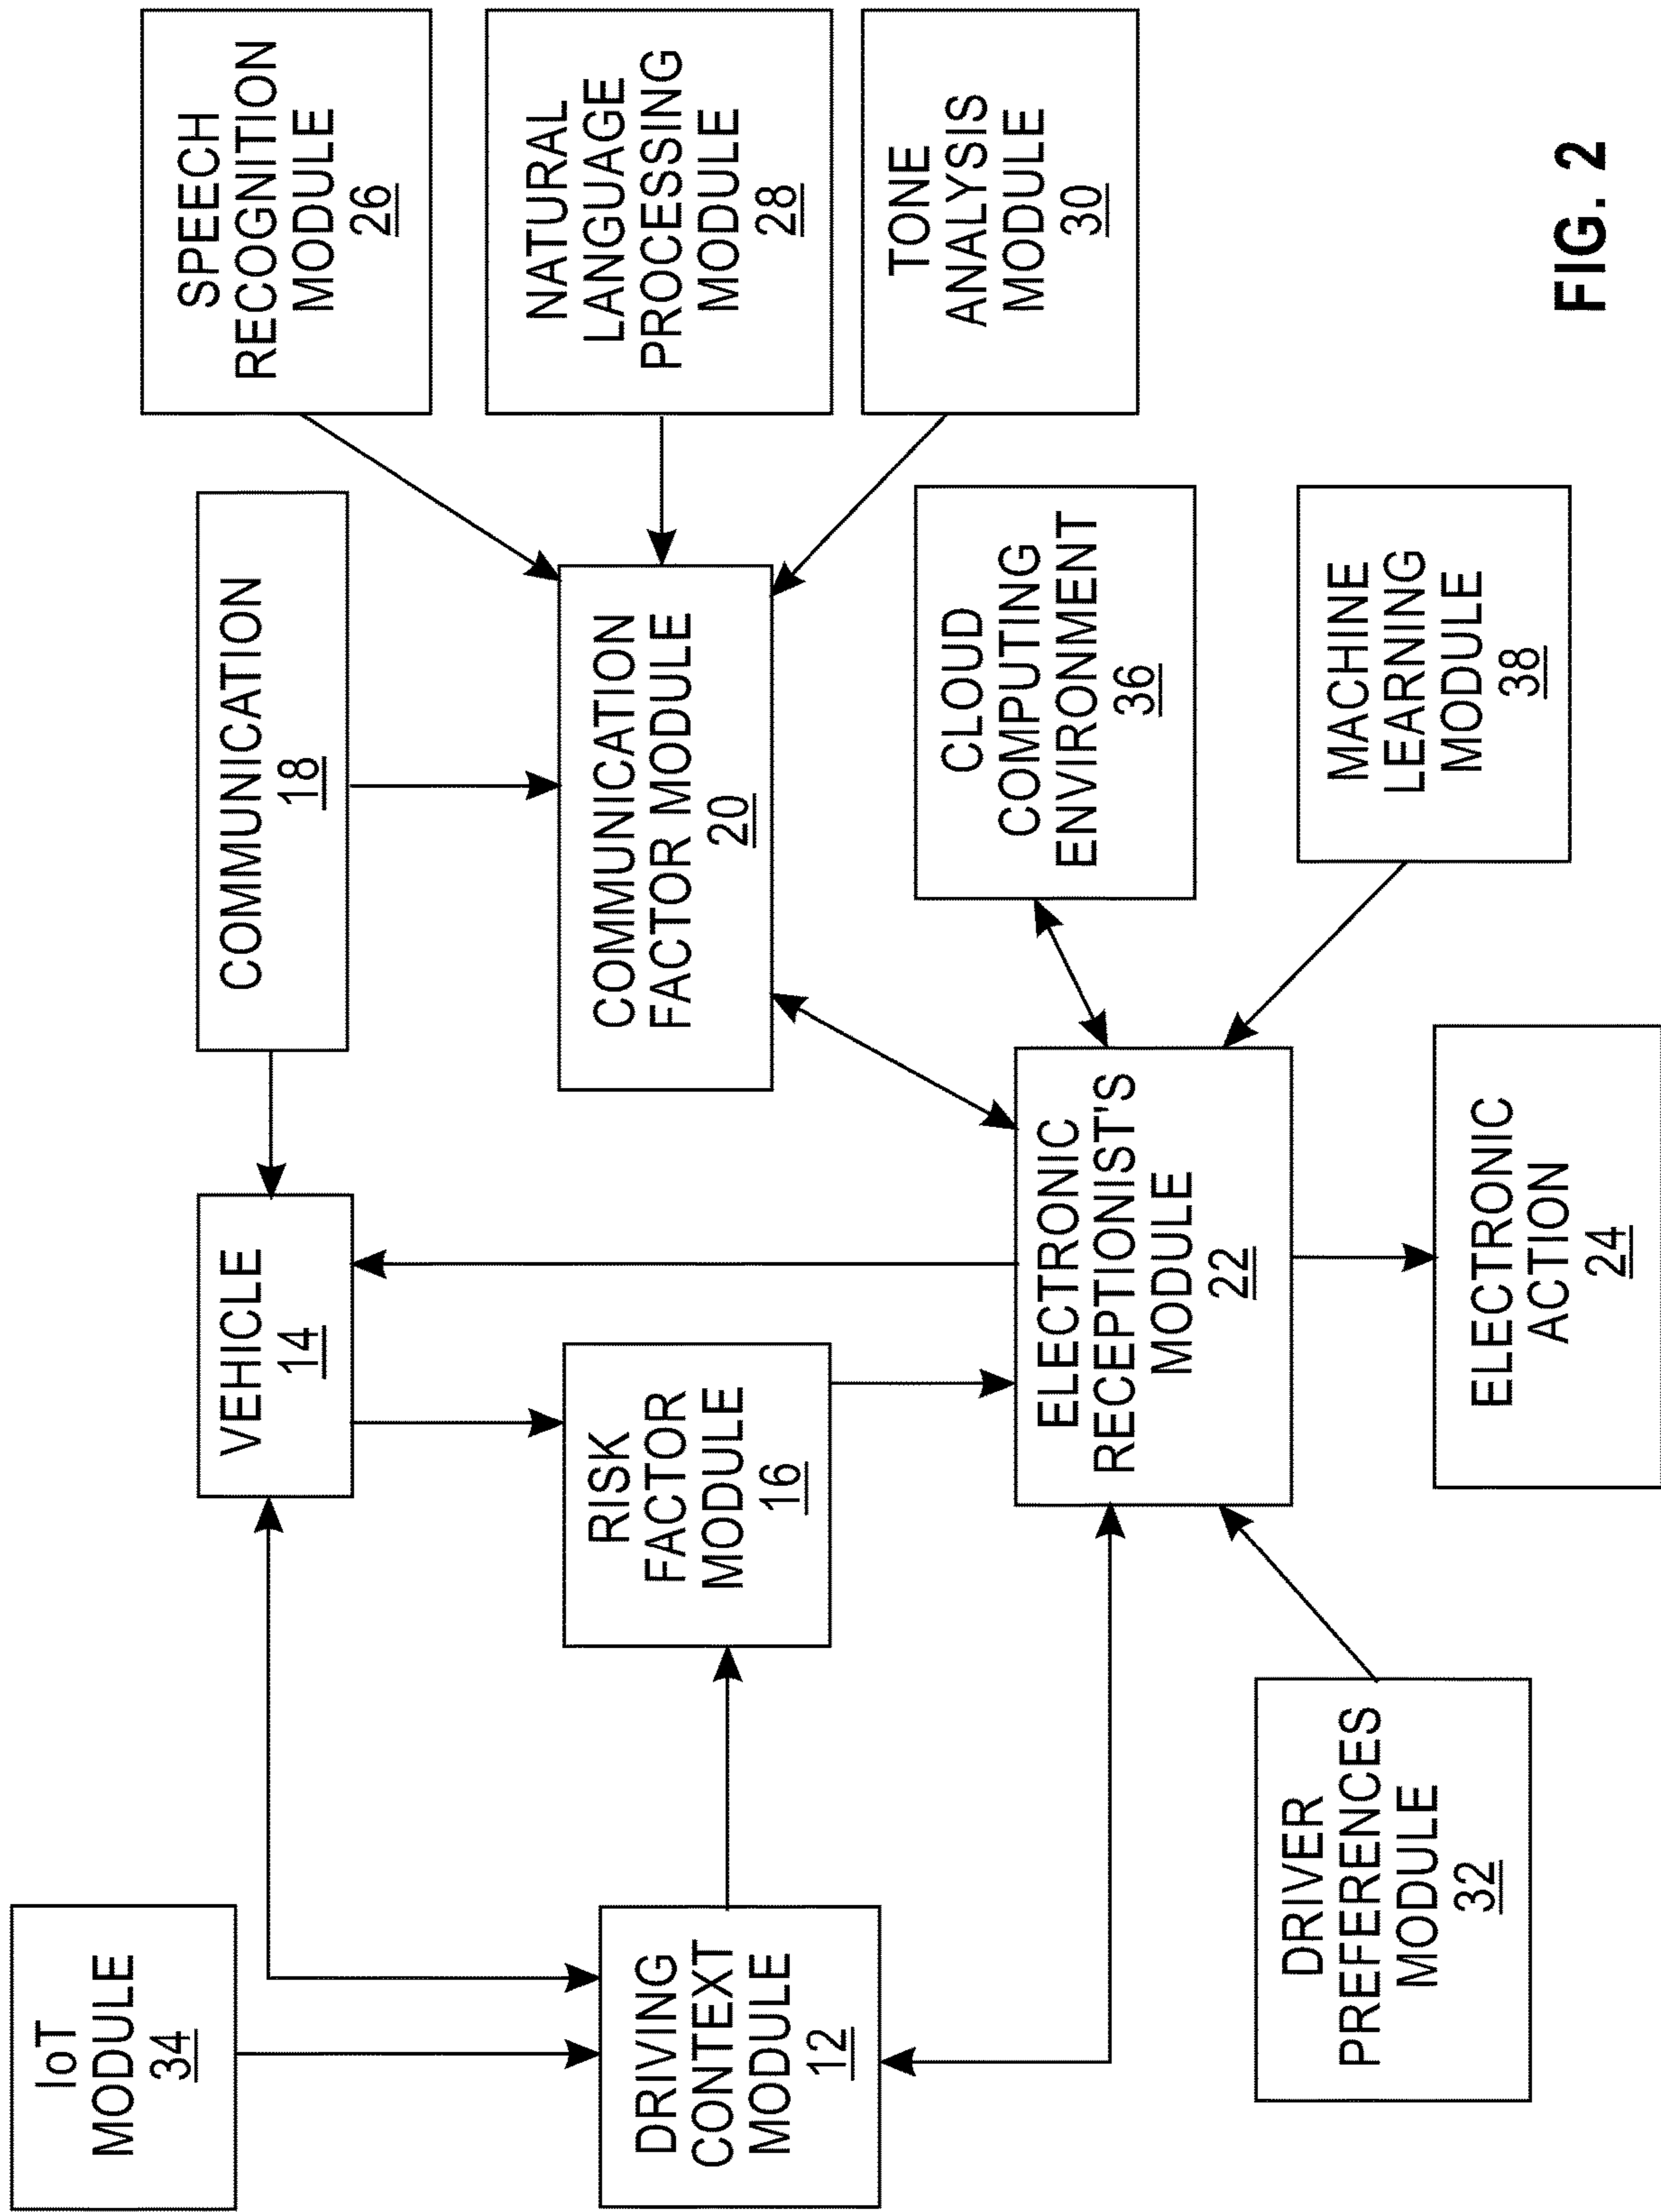 IoT
MODULE
34
VEHICLE
14
COMMUNICATION
18
SPEECH
RECOGNITION
MODULE
26
DRIVING
CONTEXT
MODULE
12
RISK
FACTOR
MODULE
16
COMMUNICATION
FACTOR MODULE
20
NATURAL
LANGUAGE
PROCESSING
MODULE
28
TONE
ANALYSIS
MODULE
30
DRIVER
PREFERENCES
MODULE
32
ELECTRONIC
RECEPTIONIST'S
MODULE
22
CLOUD
COMPUTING
ENVIRONMENT
36
MACHINE
LEARNING
MODULE
38
ELECTRONIC
ACTION
24
FIG. 2